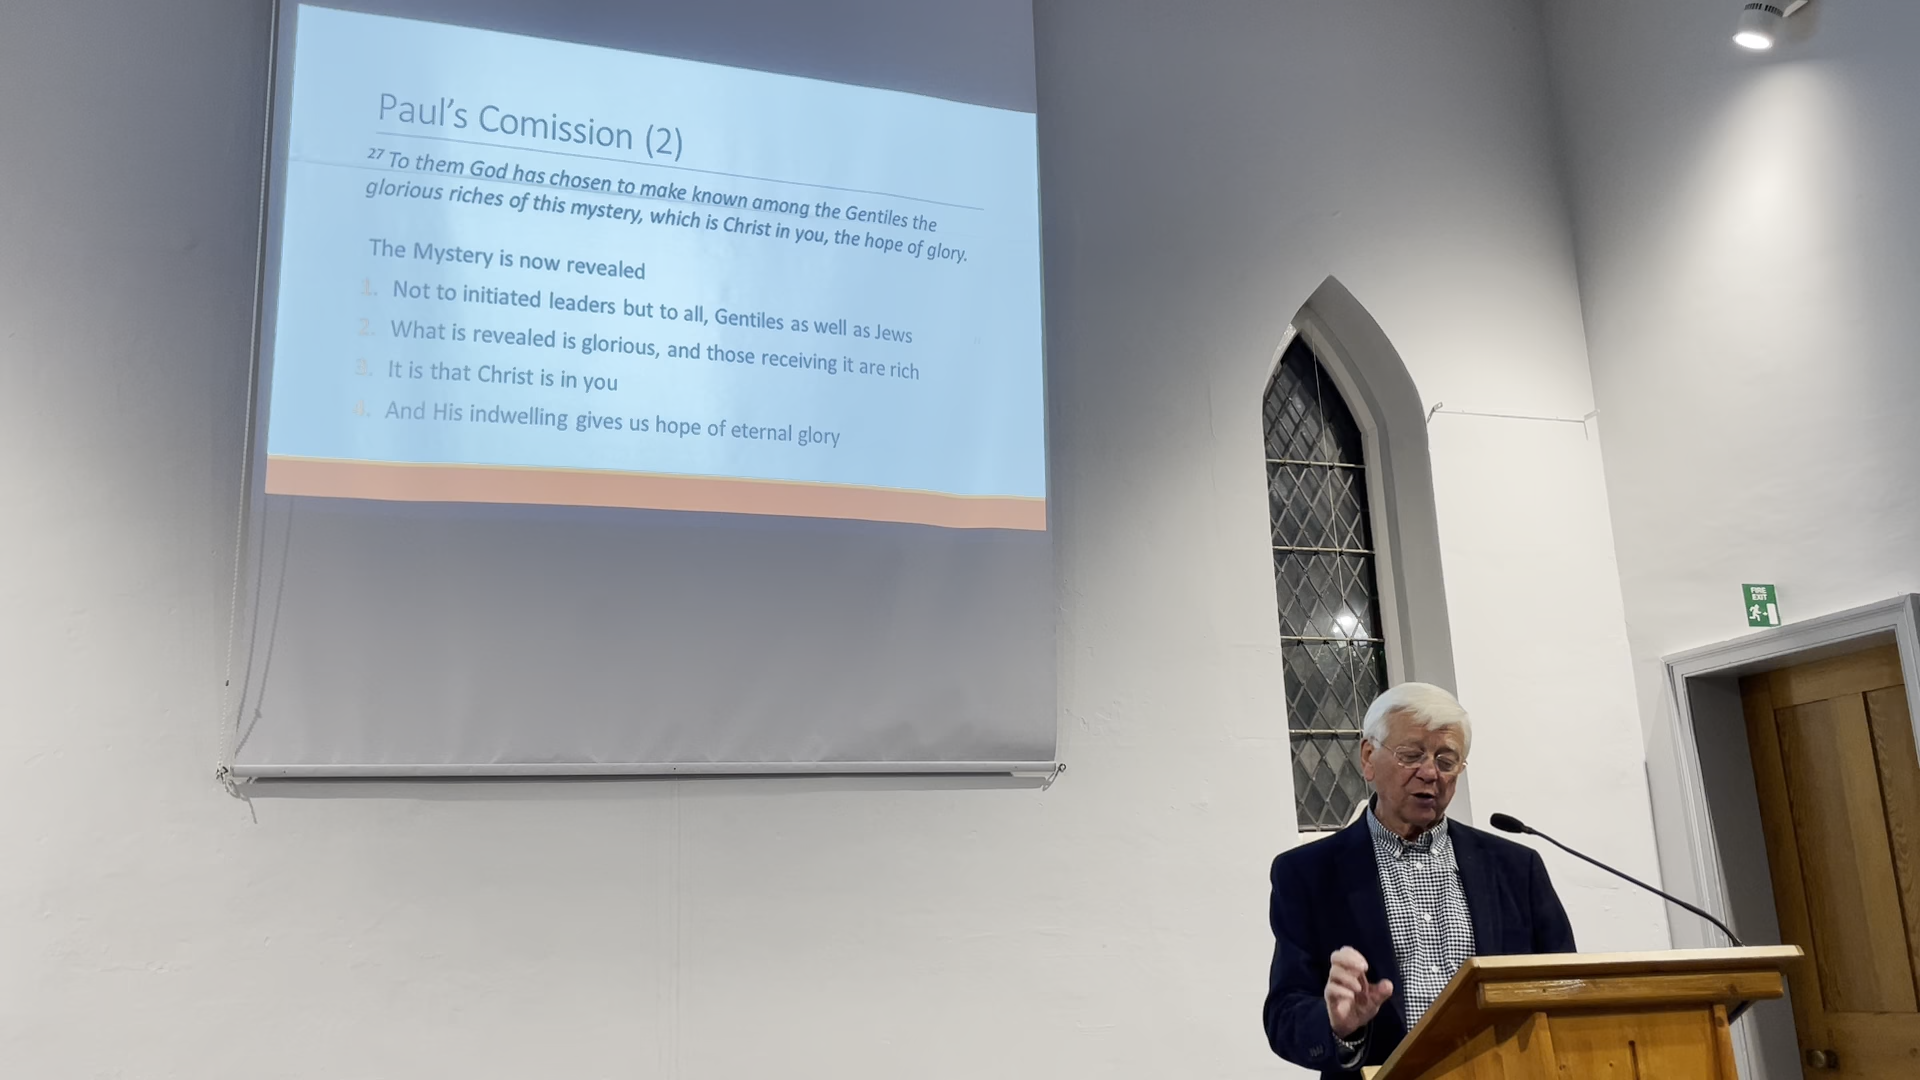 Paul's Comission (2)
27 To them God has chosen to make known among the Gentiles the
glorious riches of this mystery, which is Christ in you, the hope of glory.
The Mystery is now revealed
1. Not to initiated leaders but to all, Gentiles as well as Jews
2. What is revealed is glorious, and those receiving it are rich
3. It is that Christ is in you
4. And His indwelling gives us hope of eternal glory
FIRE
EXIT